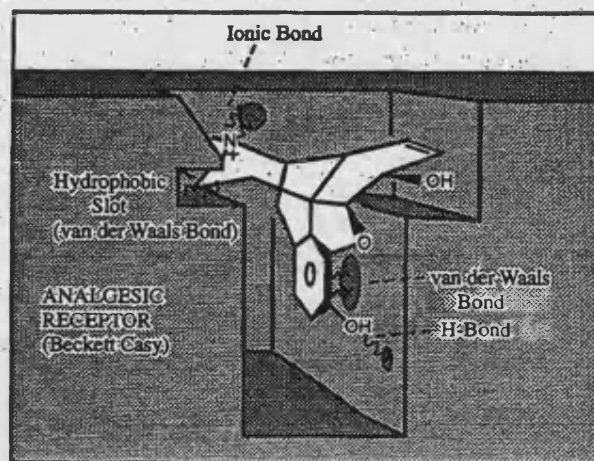 Ionic Bond
N
+
OH
Hydrophobic
Slot
(van der Waals Bond)
O
van der Waals
Bond
ANALGESIC
RECEPTOR
(Beckett Casy)
OH
H-Bond